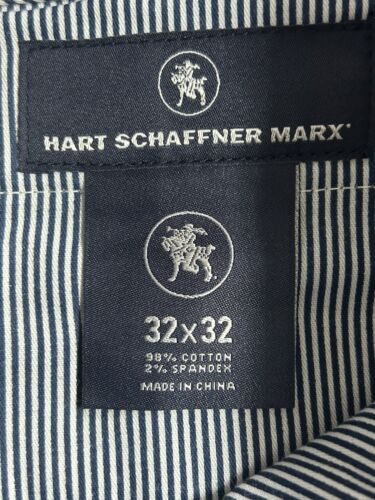 HART SCHAFFNER MARX®
32x32
98% COTTON
2% SPANDEX
MADE IN CHINA